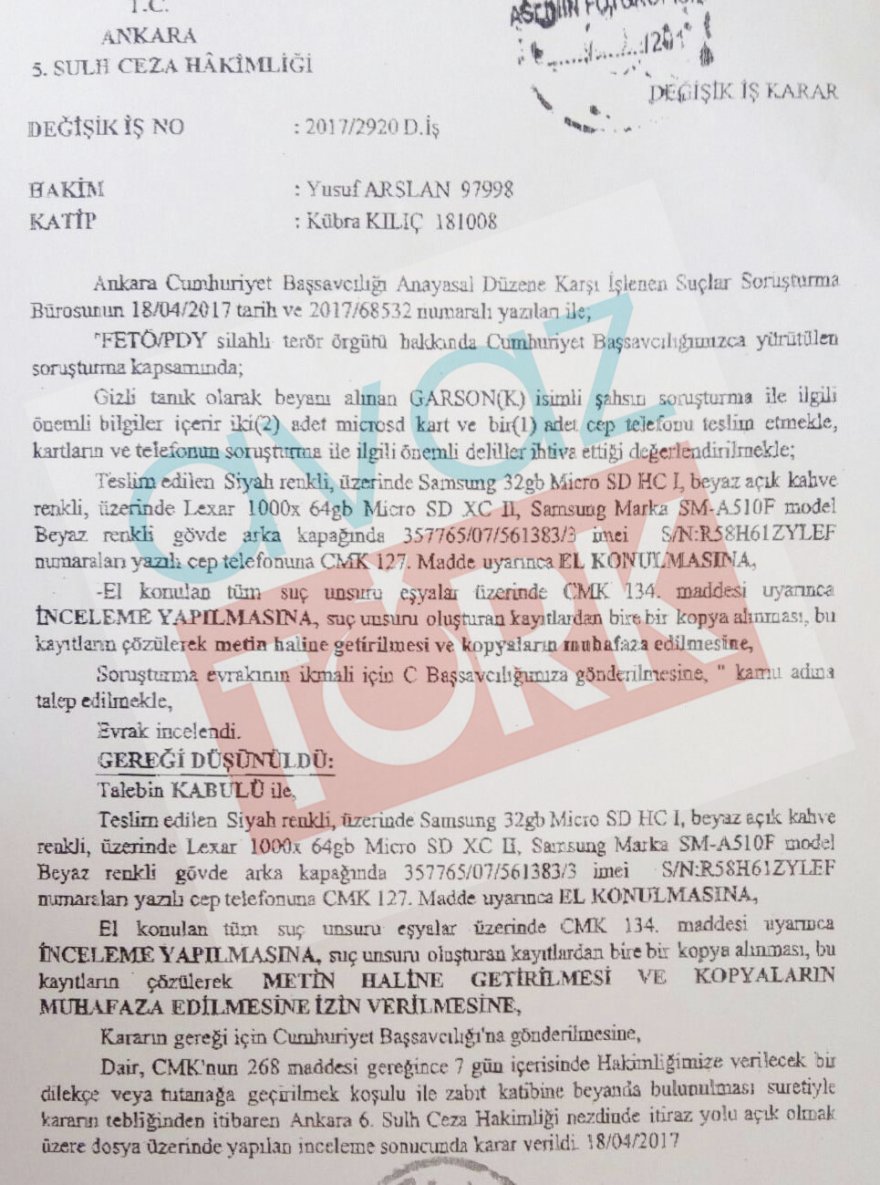 T.C.
ANKARA
5. SULH CEZA HÂKİMLİĞİ
DEĞİŞİK İŞ KARAR
DEĞİŞİK İŞ NO : 2017/2920 D.İş
HAKİM : Yusuf ARSLAN 97998
KATİP : Kübra KILIÇ 181008
Ankara Cumhuriyet Başsavcılığı Anayasal Düzene Karşı İşlenen Suçlar Soruşturma
Bürosunun 18/04/2017 tarih ve 2017/68532 numaralı yazıları ile;
"FETÖ/PDY silahlı terör örgütü hakkında Cumhuriyet Başsavcılığımızca yürütülen
soruşturma kapsamında;
Gizli tanık olarak beyanı alınan GARSON(K) isimli şahsın soruşturma ile ilgili
önemli bilgiler içerir iki(2) adet microsd kart ve bir(1) adet cep telefonu teslim etmekle,
kartların ve telefonun soruşturma ile ilgili önemli deliller ihtiva ettiği değerlendirilmekle;
Teslim edilen Siyah renkli, üzerinde Samsung 32gb Micro SD HC I, beyaz açık kahve
renkli, üzerinde Lexar 1000x 64gb Micro SD XC II, Samsung Marka SM-A510F model
Beyaz renkli gövde arka kapağında 357765/07/561383/3 imei S/N:R58H61ZYLEF
numaraları yazılı cep telefonuna CMK 127. Madde uyarınca EL KONULMASINA,
-El konulan tüm suç unsuru eşyalar üzerinde CMK 134. maddesi uyarınca
İNCELEME YAPILMASINA, suç unsuru oluşturan kayıtlardan bire bir kopya alınması, bu
kayıtların çözülerek metin haline getirilmesi ve kopyaların muhafaza edilmesine,
Soruşturma evrakının ikmali için C Başsavcılığımıza gönderilmesine, " kamu adına
talep edilmekle,
Evrak incelendi.
GEREĞİ DÜŞÜNÜLDÜ:
Talebin KABULÜ ile,
Teslim edilen Siyah renkli, üzerinde Samsung 32gb Micro SD HC I, beyaz açık kahve
renkli, üzerinde Lexar 1000x 64gb Micro SD XC II, Samsung Marka SM-A510F model
Beyaz renkli gövde arka kapağında 357765/07/561383/3 imei S/N:R58H61ZYLEF
numaraları yazılı cep telefonuna CMK 127. Madde uyarınca EL KONULMASINA,
El konulan tüm suç unsuru eşyalar üzerinde CMK 134. maddesi uyarınca
İNCELEME YAPILMASINA, suç unsuru oluşturan kayıtlardan bire bir kopya alınması, bu
kayıtların çözülerek METİN HALİNE GETİRİLMESİ VE KOPYALARIN
MUHAFAZA EDİLMESİNE İZİN VERİLMESİNE,
Kararın gereği için Cumhuriyet Başsavcılığı'na gönderilmesine,
Dair, CMK'nun 268 maddesi gereğince 7 gün içerisinde Hakimliğimize verilecek bir
dilekçe veya tutanağa geçirilmek koşulu ile zabıt katibine beyanda bulunulması suretiyle
kararın tebliğinden itibaren Ankara 6. Sulh Ceza Hakimliği nezdinde itiraz yolu açık olmak
üzere dosya üzerinde yapılan inceleme sonucunda karar verildi. 18/04/2017
avaz
TÜRK